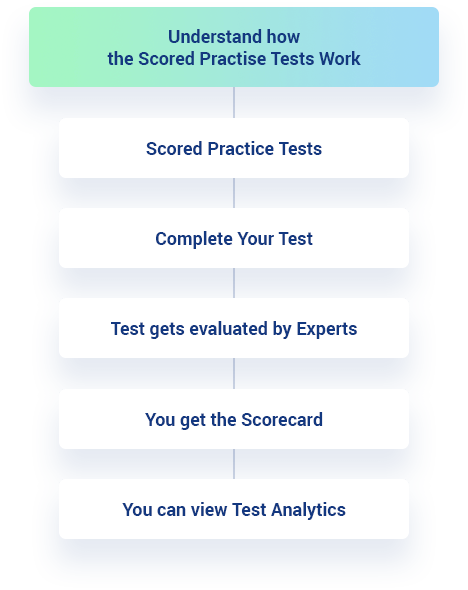 Understand how
the Scored Practise Tests Work
Scored Practice Tests
Complete Your Test
Test gets evaluated by Experts
You get the Scorecard
You can view Test Analytics